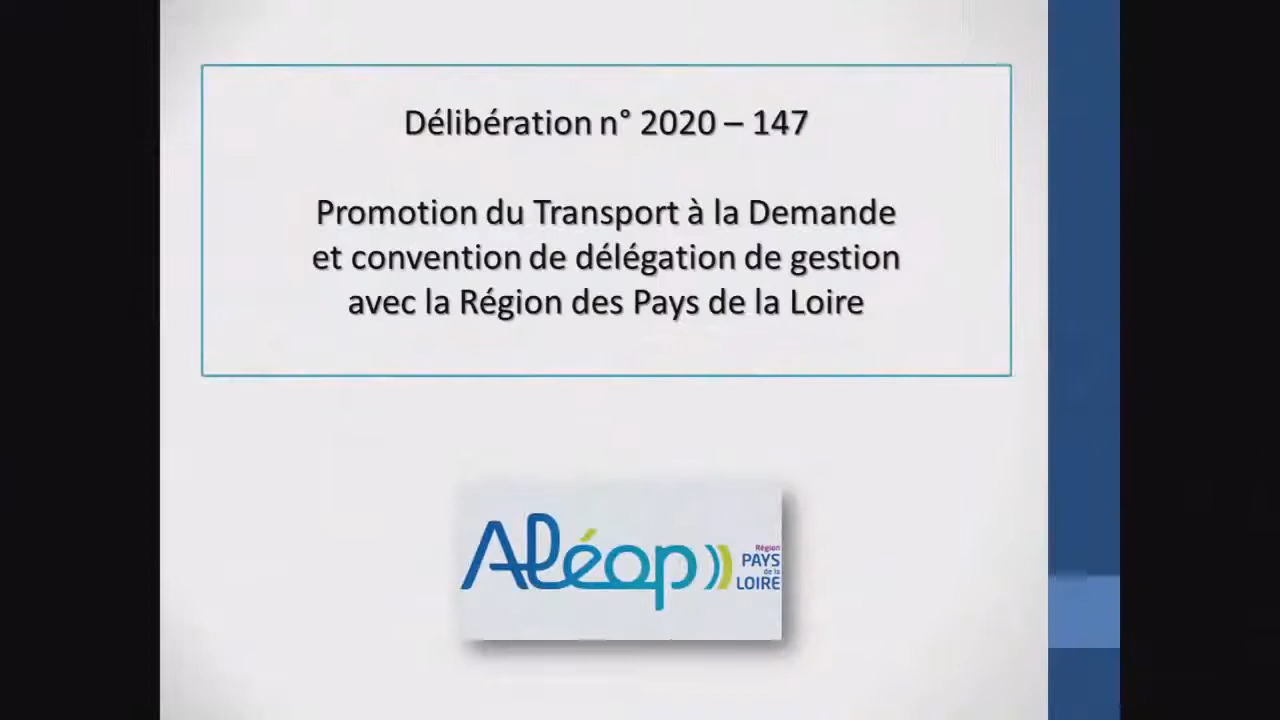 Délibération n° 2020 – 147
Promotion du Transport à la Demande
et convention de délégation de gestion
avec la Région des Pays de la Loire
Aléop
Région
PAYS
de la
LOIRE